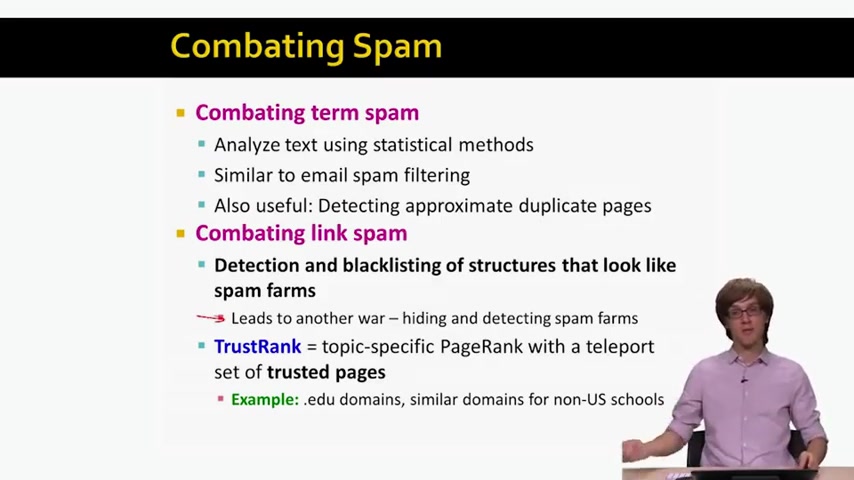 Combating Spam
Combating term spam
Analyze text using statistical methods
Similar to email spam filtering
Also useful: Detecting approximate duplicate pages
Combating link spam
Detection and blacklisting of structures that look like
spam farms
Leads to another war – hiding and detecting spam farms
TrustRank = topic-specific PageRank with a teleport
set of trusted pages
Example: .edu domains, similar domains for non-US schools